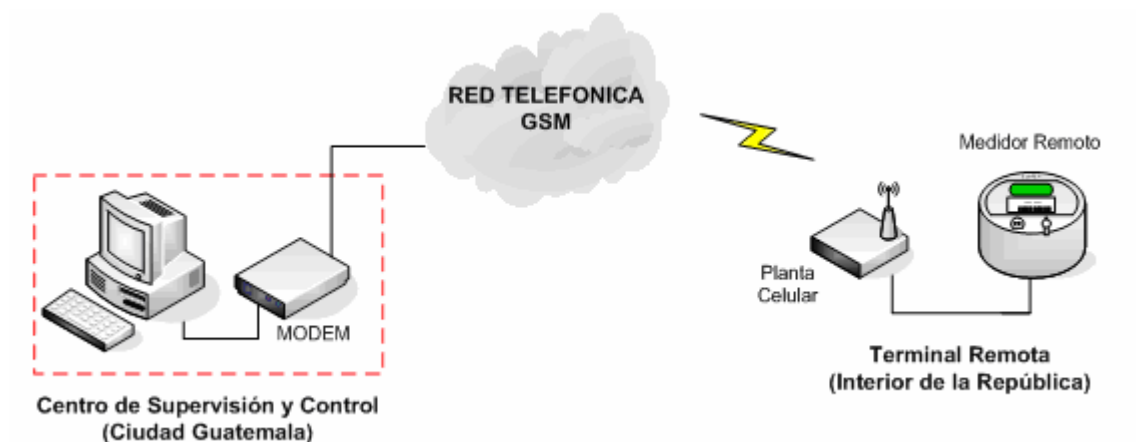 RED TELEFONICA
GSM
Medidor Remoto
MODEM
Planta
Celular
Centro de Supervisión y Control
(Ciudad Guatemala)
Terminal Remota
(Interior de la República)